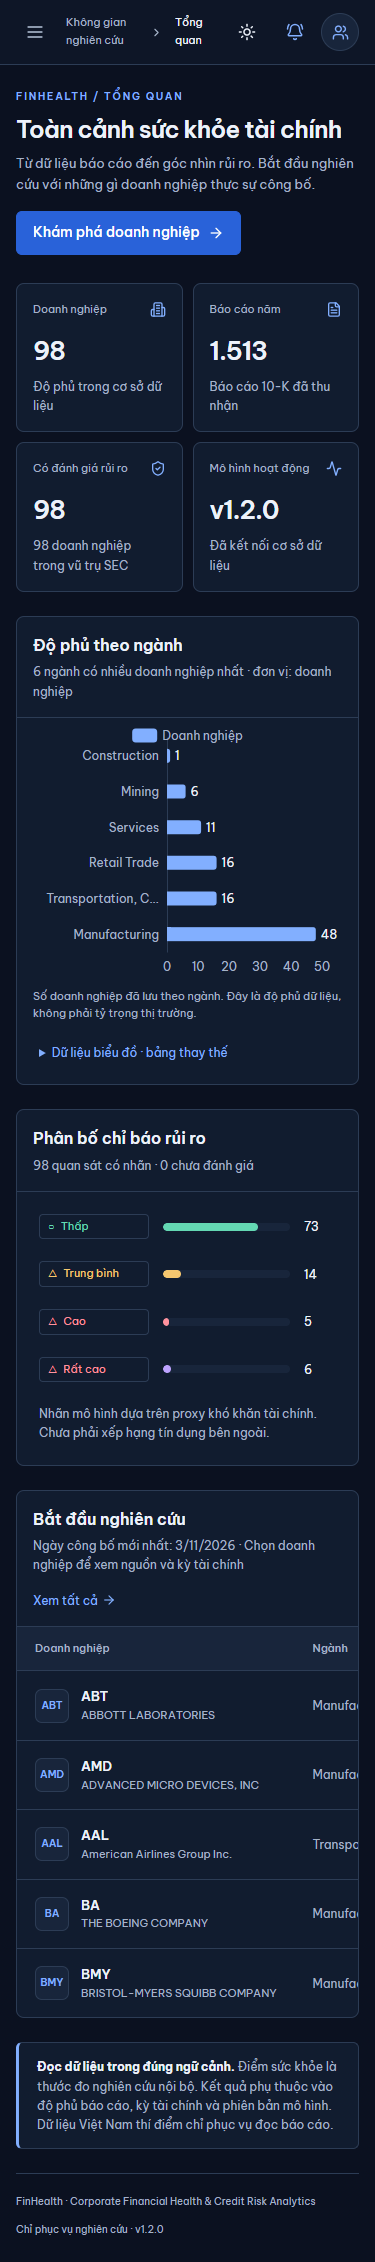 Không gian
nghiên cứu
Tổng
quan
FINHEALTH / TỔNG QUAN
Toàn cảnh sức khỏe tài chính
Từ dữ liệu báo cáo đến góc nhìn rủi ro. Bắt đầu nghiên
cứu với những gì doanh nghiệp thực sự công bố.
Khám phá doanh nghiệp →
Doanh nghiệp
98
Độ phủ trong cơ sở dữ
liệu
Báo cáo năm
1.513
Báo cáo 10-K đã thu
nhận
Có đánh giá rủi ro
98
98 doanh nghiệp
trong vũ trụ SEC
Mô hình hoạt động
v1.2.0
Đã kết nối cơ sở dữ
liệu
Độ phủ theo ngành
6 ngành có nhiều doanh nghiệp nhất · đơn vị: doanh
nghiệp
Doanh nghiệp
Construction 1
Mining 6
Services 11
Retail Trade 16
Transportation, C... 16
Manufacturing 48
0 10 20 30 40 50
Số doanh nghiệp đã lưu theo ngành. Đây là độ phủ dữ liệu,
không phải tỷ trọng thị trường.
▶ Dữ liệu biểu đồ · bảng thay thế
Phân bố chỉ báo rủi ro
98 quan sát có nhãn · 0 chưa đánh giá
○ Thấp 73
△ Trung bình 14
△ Cao 5
△ Rất cao 6
Nhãn mô hình dựa trên proxy khó khăn tài chính.
Chưa phải xếp hạng tín dụng bên ngoài.
Bắt đầu nghiên cứu
Ngày công bố mới nhất: 3/11/2026 · Chọn doanh
nghiệp để xem nguồn và kỳ tài chính
Xem tất cả →
Doanh nghiệp Ngành
ABT ABT Manufac
ABBOTT LABORATORIES
AMD AMD Manufac
ADVANCED MICRO DEVICES, INC
AAL AAL Transpo
American Airlines Group Inc.
BA BA Manufac
THE BOEING COMPANY
BMY BMY Manufac
BRISTOL-MYERS SQUIBB COMPANY
Đọc dữ liệu trong đúng ngữ cảnh. Điểm sức khỏe là
thước đo nghiên cứu nội bộ. Kết quả phụ thuộc vào
độ phủ báo cáo, kỳ tài chính và phiên bản mô hình.
Dữ liệu Việt Nam thí điểm chỉ phục vụ đọc báo cáo.
FinHealth · Corporate Financial Health & Credit Risk Analytics
Chỉ phục vụ nghiên cứu · v1.2.0